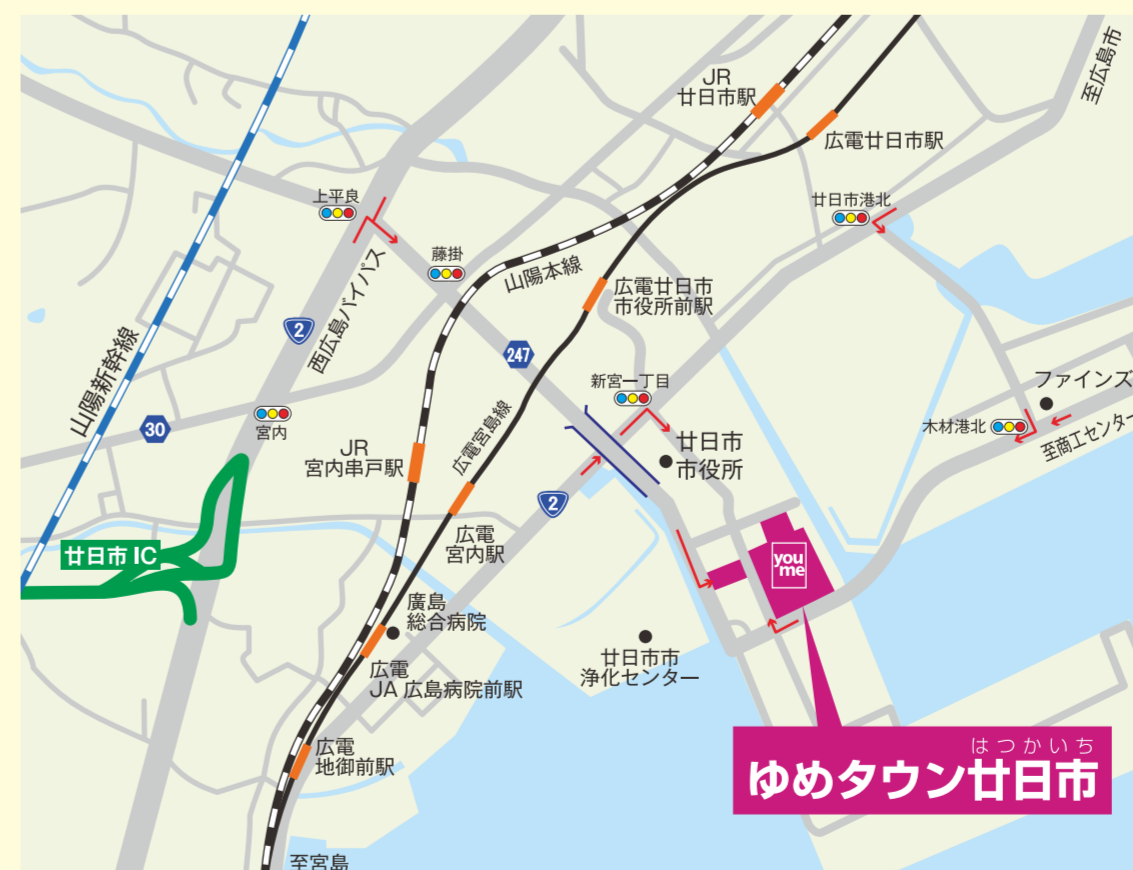 JR
廿日市駅
至広島市
広電廿日市駅
上平良
廿日市港北
藤掛
山陽本線
広電廿日市
市役所前駅
西広島バイパス
2
山陽新幹線
247
新宮一丁目
ファインズ
30
宮内
木材港北
至商工センター
JR
宮内串戸駅
広電宮島線
廿日市
市役所
2
広電
宮内駅
廿日市 IC
you
me
廣島
総合病院
広電
JA 広島病院前駅
廿日市市
浄化センター
広電
地御前駅
はつかいち
ゆめタウン廿日市
至宮島